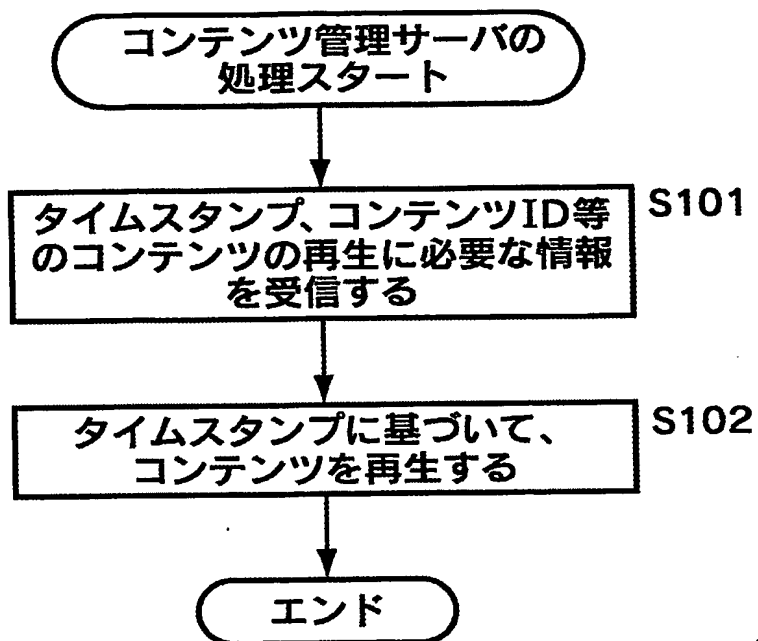 コンテンツ管理サーバの
処理スタート
S101
タイムスタンプ、コンテンツID等
のコンテンツの再生に必要な情報
を受信する
S102
タイムスタンプに基づいて、
コンテンツを再生する
エンド